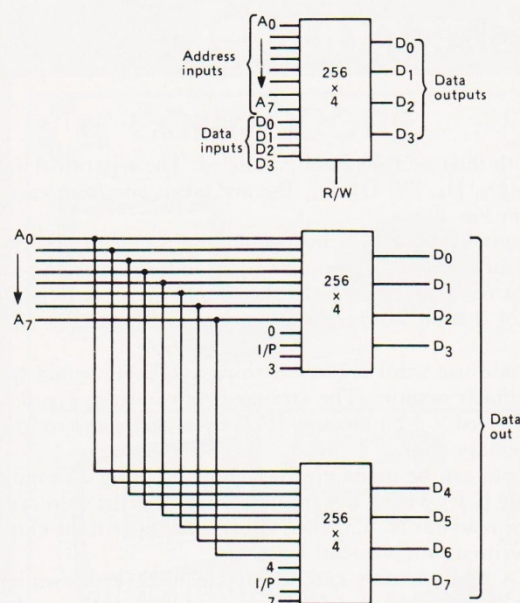 A0
Address
inputs
A7
D0
Data
inputs
D1
D2
D3
256
×
4
D0
D1
D2
D3
Data
outputs
R/W
A0
A7
0
I/P
3
256
×
4
D0
D1
D2
D3
Data
out
4
I/P
7
256
×
4
D4
D5
D6
D7